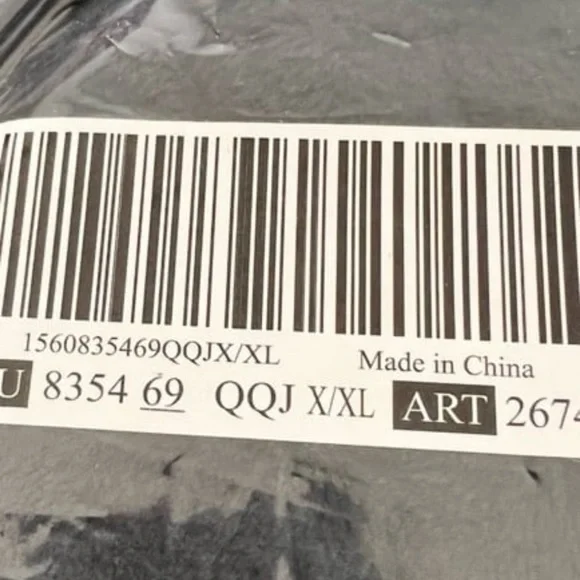 1560835469QQJX/XL Made in China
U 8354 69 QQJ X/XL ART 2674